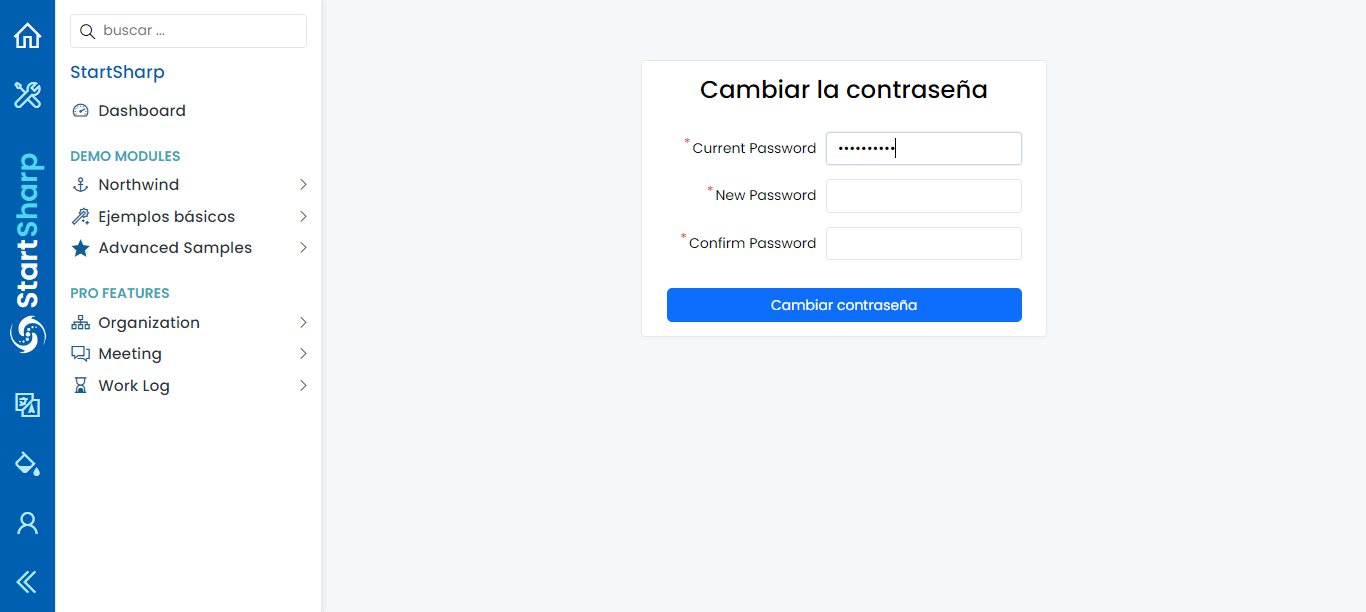 StartSharp
buscar ...
StartSharp
Dashboard
DEMO MODULES
Northwind
Ejemplos básicos
Advanced Samples
PRO FEATURES
Organization
Meeting
Work Log
Cambiar la contraseña
*Current Password ••••••••••
*New Password
*Confirm Password
Cambiar contraseña